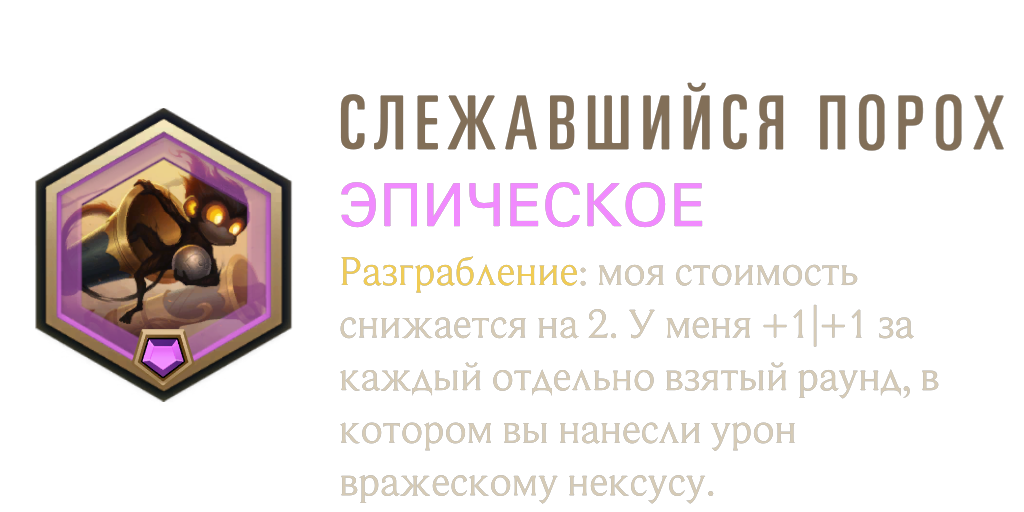 СЛЕЖАВШИЙСЯ ПОРОХ
ЭПИЧЕСКОЕ
Разграбление: моя стоимость
снижается на 2. У меня +1|+1 за
каждый отдельно взятый раунд, в
котором вы нанесли урон
вражескому нексусу.